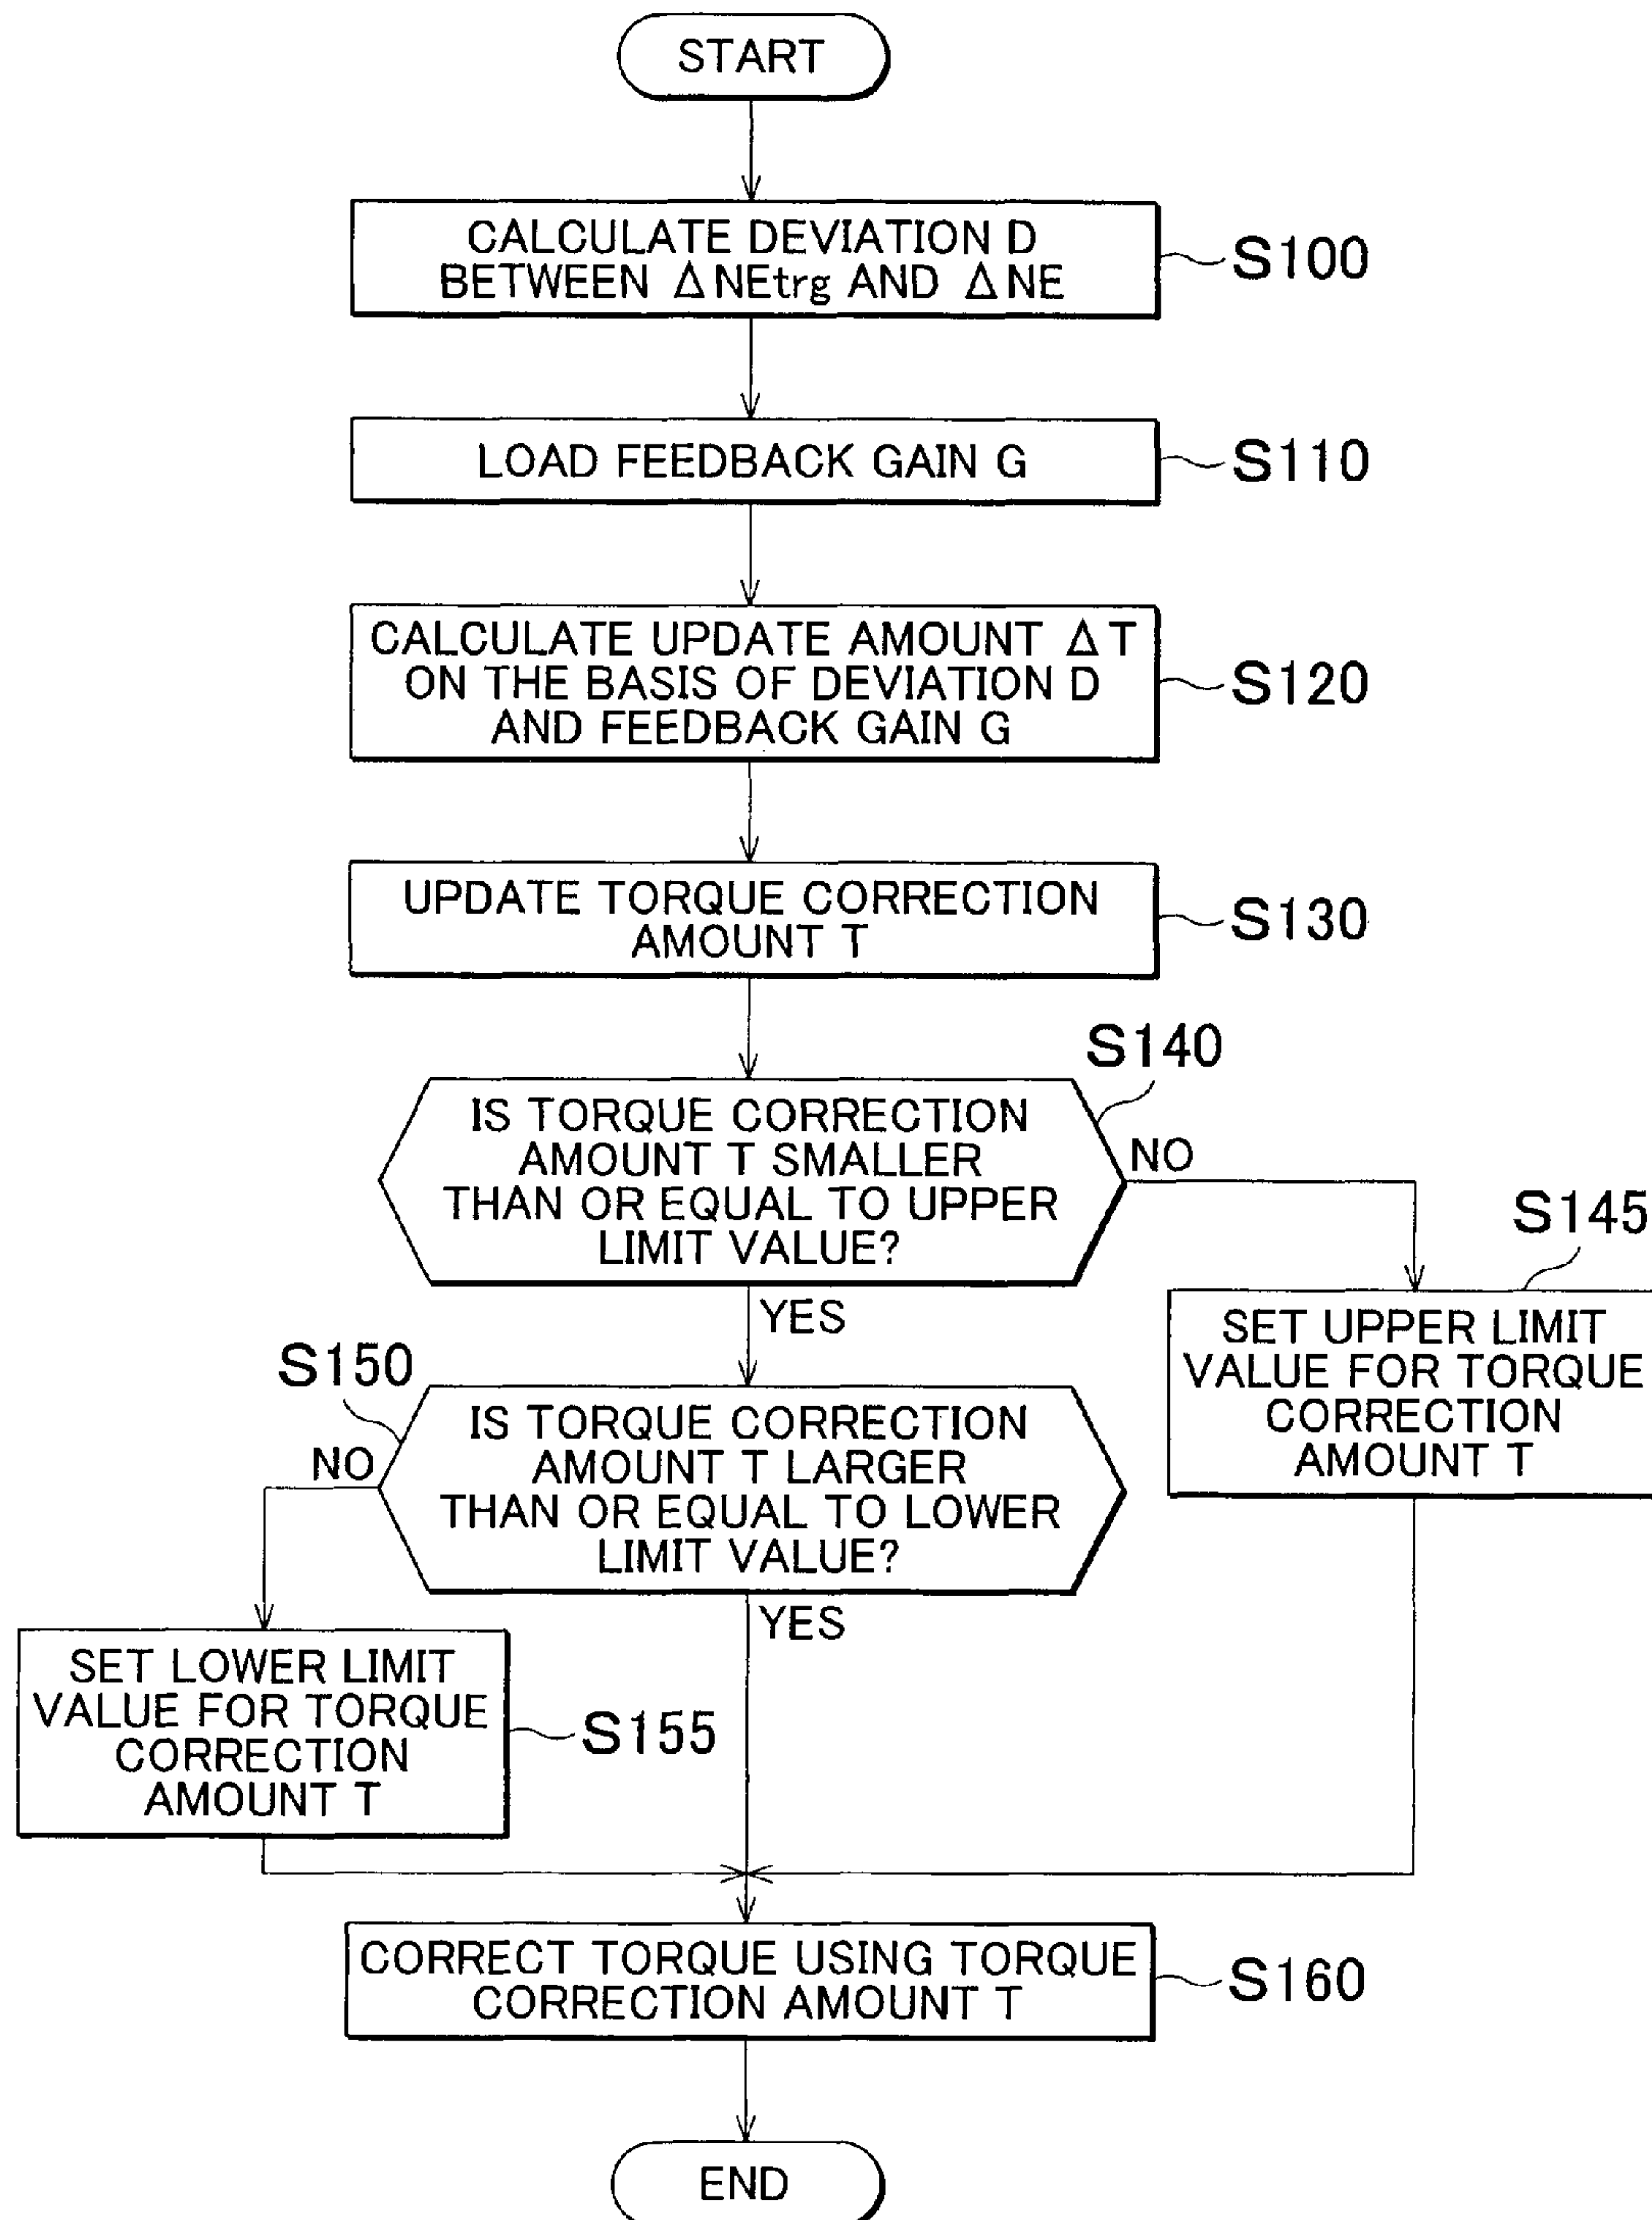 START
CALCULATE DEVIATION D
BETWEEN ΔNEtrg AND ΔNE
S100
LOAD FEEDBACK GAIN G
S110
CALCULATE UPDATE AMOUNT ΔT
ON THE BASIS OF DEVIATION D
AND FEEDBACK GAIN G
S120
UPDATE TORQUE CORRECTION
AMOUNT T
S130
S140
IS TORQUE CORRECTION
AMOUNT T SMALLER
THAN OR EQUAL TO UPPER
LIMIT VALUE?
NO
YES
S145
SET UPPER LIMIT
VALUE FOR TORQUE
CORRECTION
AMOUNT T
S150
IS TORQUE CORRECTION
AMOUNT T LARGER
THAN OR EQUAL TO LOWER
LIMIT VALUE?
NO
YES
SET LOWER LIMIT
VALUE FOR TORQUE
CORRECTION
AMOUNT T
S155
CORRECT TORQUE USING TORQUE
CORRECTION AMOUNT T
S160
END